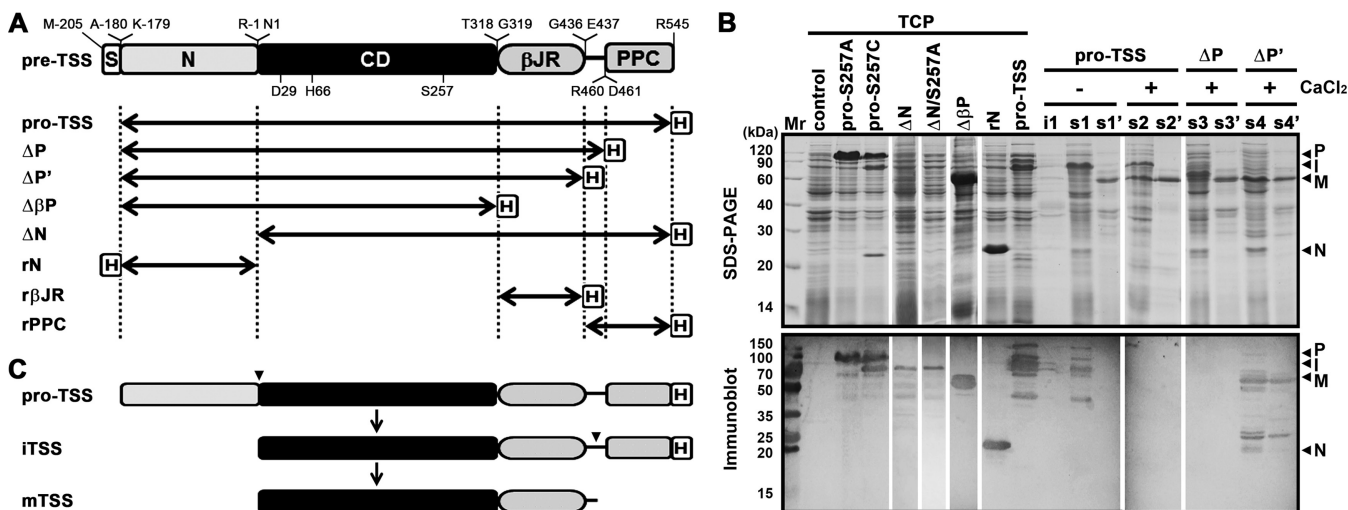 A
M-205 A-180 K-179 R-1 N1 T318 G319 G436 E437 R545
pre-TSS S N CD βJR PPC
D29 H66 S257 R460 D461
pro-TSS H
ΔP H
ΔP' H
ΔβP H
ΔN H
rN H
rβJR H
rPPC H
C
pro-TSS H
iTSS H
mTSS
B
TCP
Mr
(kDa)
control
pro-S257A
pro-S257C
ΔN
ΔN/S257A
ΔβP
rN
pro-TSS
pro-TSS ΔP ΔP'
- + + + CaCl₂
i1 s1 s1' s2 s2' s3 s3' s4 s4'
SDS-PAGE
120
90
60
40
30
20
14
P
I
M
N
Immunoblot
150
100
70
50
35
25
20
15
P
I
M
N